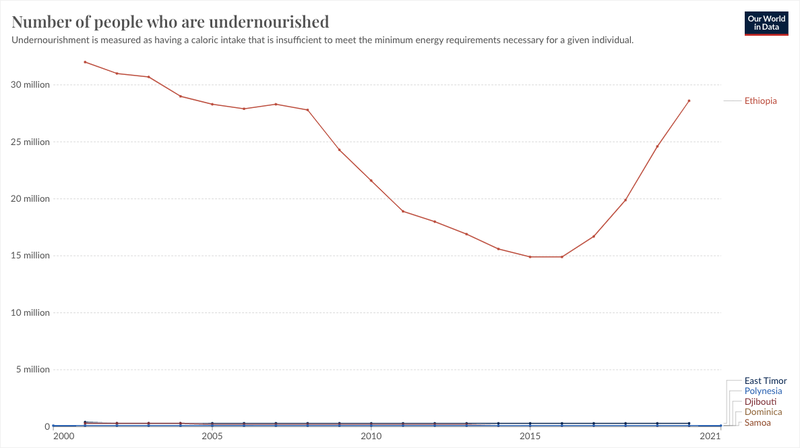 Number of people who are undernourished
Our World
in Data
Undernourishment is measured as having a caloric intake that is insufficient to meet the minimum energy requirements necessary for a given individual.
30 million
25 million
20 million
15 million
10 million
5 million
0
2000
2005
2010
2015
2021
Ethiopia
East Timor
Polynesia
Djibouti
Dominica
Samoa